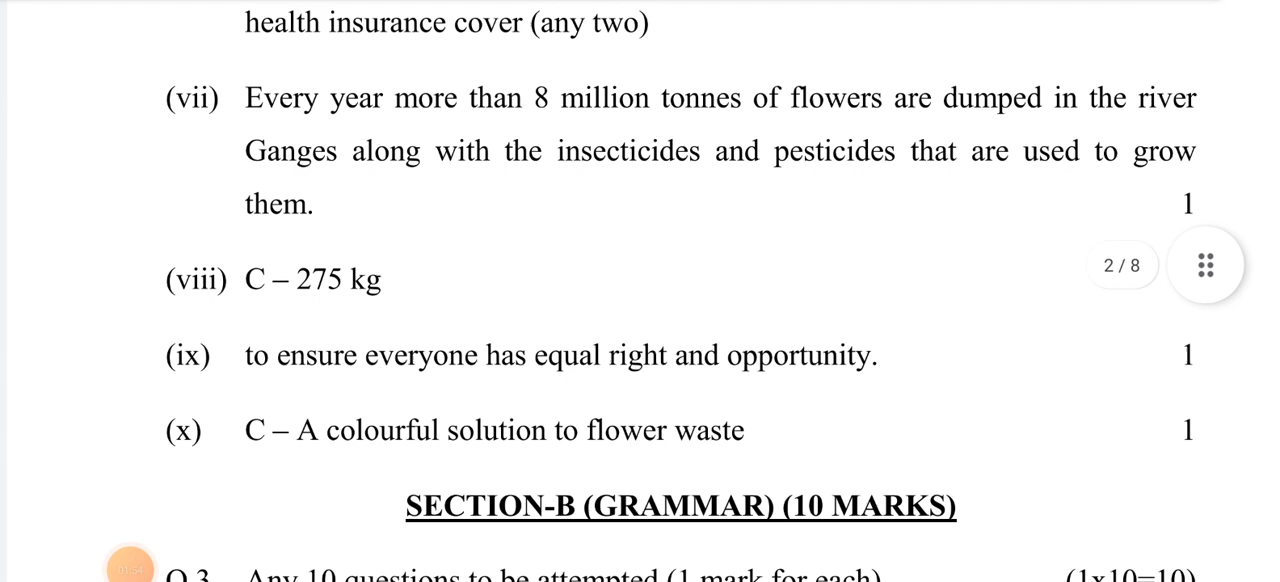 health insurance cover (any two)
(vii) Every year more than 8 million tonnes of flowers are dumped in the river
Ganges along with the insecticides and pesticides that are used to grow
them. 1
(viii) C – 275 kg
2 / 8
(ix) to ensure everyone has equal right and opportunity. 1
(x) C – A colourful solution to flower waste 1
SECTION-B (GRAMMAR) (10 MARKS)
Q.3 Any 10 questions to be attempted (1 mark for each) (1x10=10)